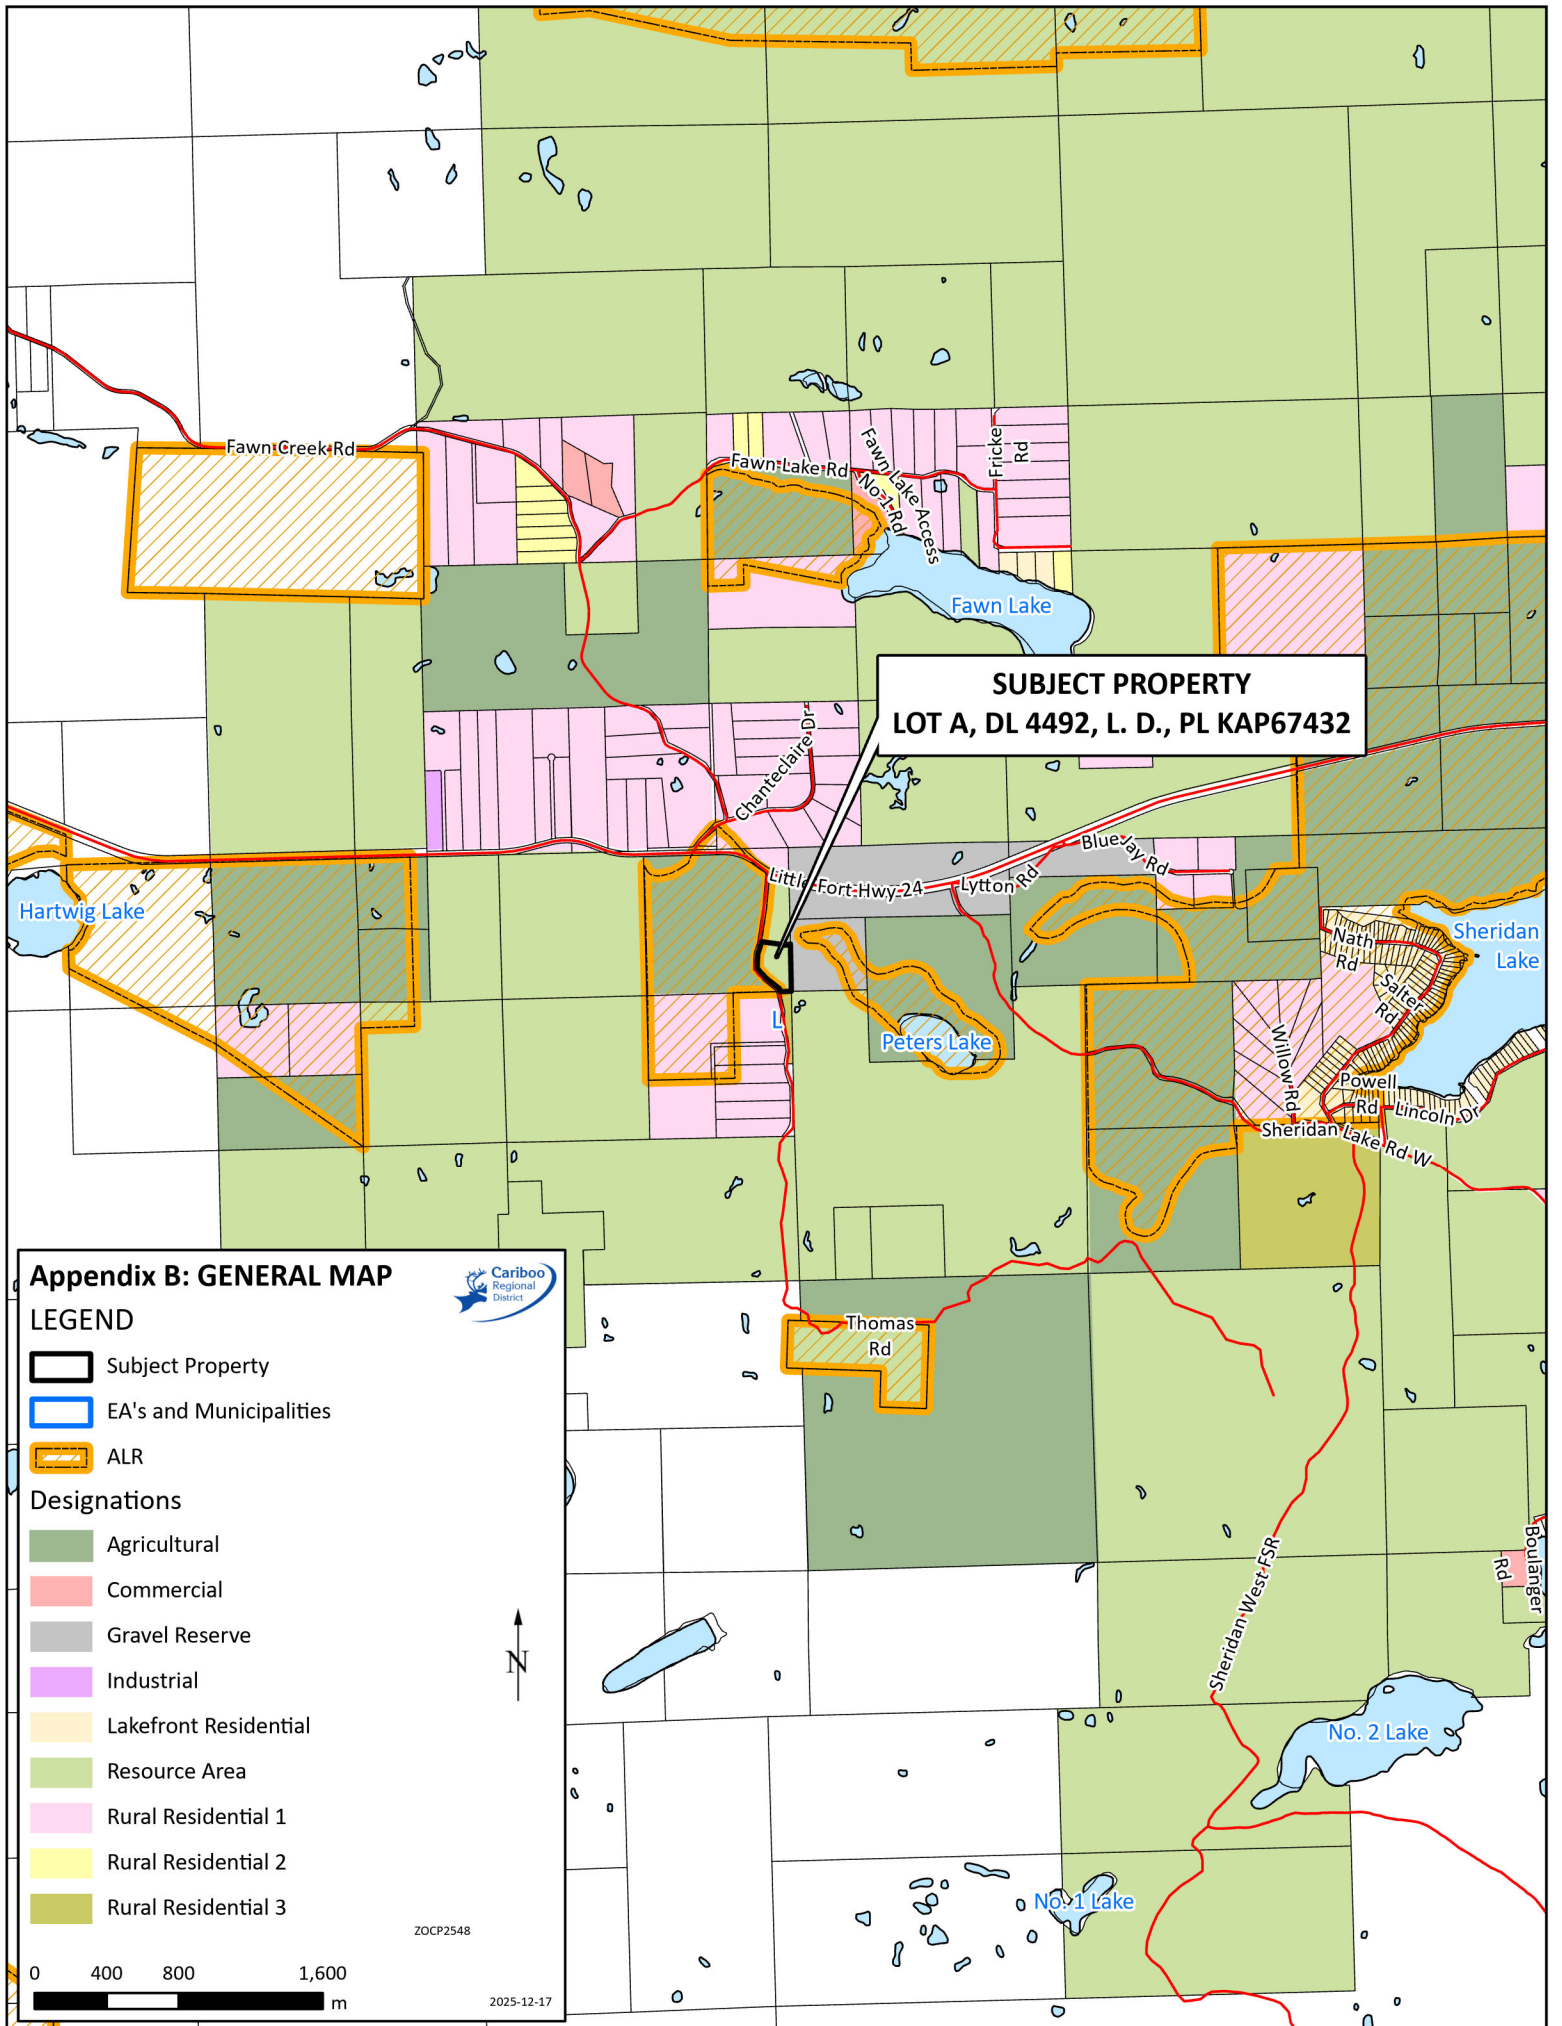 Fawn Creek Rd
Fawn Lake Rd
No 1 Rd
Fawn Lake Access
Fricke
Rd
Fawn Lake
SUBJECT PROPERTY
LOT A, DL 4492, L. D., PL KAP67432
Chanteclaire Dr
Little Fort Hwy 24
Lytton Rd
Blue Jay Rd
Hartwig Lake
Nath
Rd
Sheridan
Lake
Salter
Rd
L
Peters Lake
Willow Rd
Powell
Rd
Lincoln Dr
Sheridan Lake Rd W
Thomas
Rd
Sheridan West FSR
Boulanger
Rd
No. 2 Lake
No. 1 Lake
Appendix B: GENERAL MAP
Cariboo
Regional
District
LEGEND
Subject Property
EA's and Municipalities
ALR
Designations
Agricultural
Commercial
Gravel Reserve
Industrial
Lakefront Residential
Resource Area
Rural Residential 1
Rural Residential 2
Rural Residential 3
N
ZOCP2548
0 400 800 1,600
m
2025-12-17